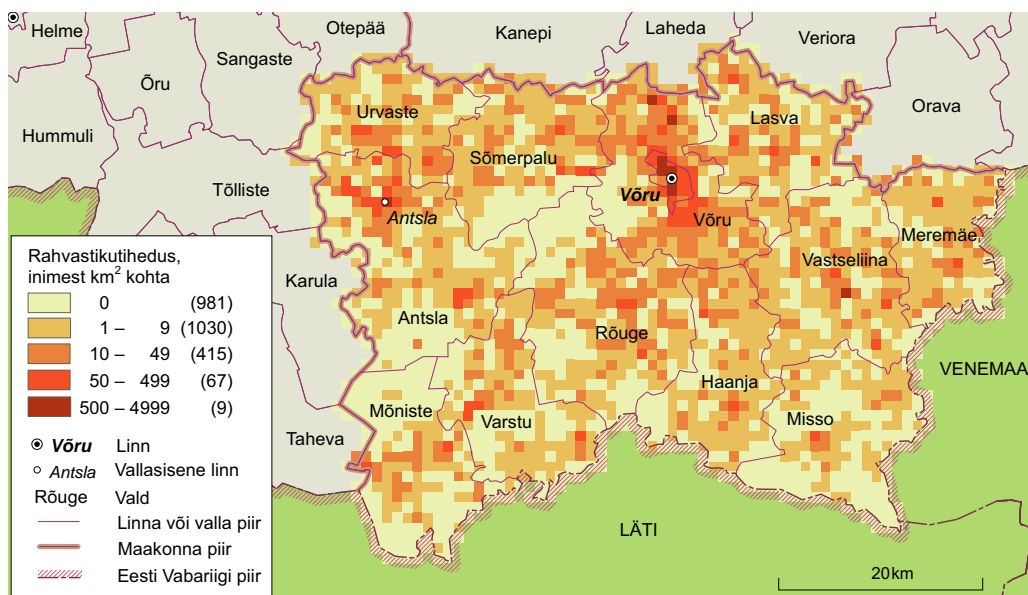 Helme
Otepää
Kanepi
Laheda
Veriora
Sangaste
Õru
Orava
Hummuli
Urvaste
Lasva
Sõmerpalu
Tõlliste
Võru
Antsla
Võru
Meremäe
Vastseliina
Karula
Antsla
Rõuge
VENEMAA
Haanja
Mõniste
Varstu
Misso
Taheva
LÄTI
20km
Rahvastikutihedus,
inimest km² kohta
0 (981)
1 – 9 (1030)
10 – 49 (415)
50 – 499 (67)
500 – 4999 (9)
Võru Linn
Antsla Vallasisene linn
Rõuge Vald
Linna või valla piir
Maakonna piir
Eesti Vabariigi piir